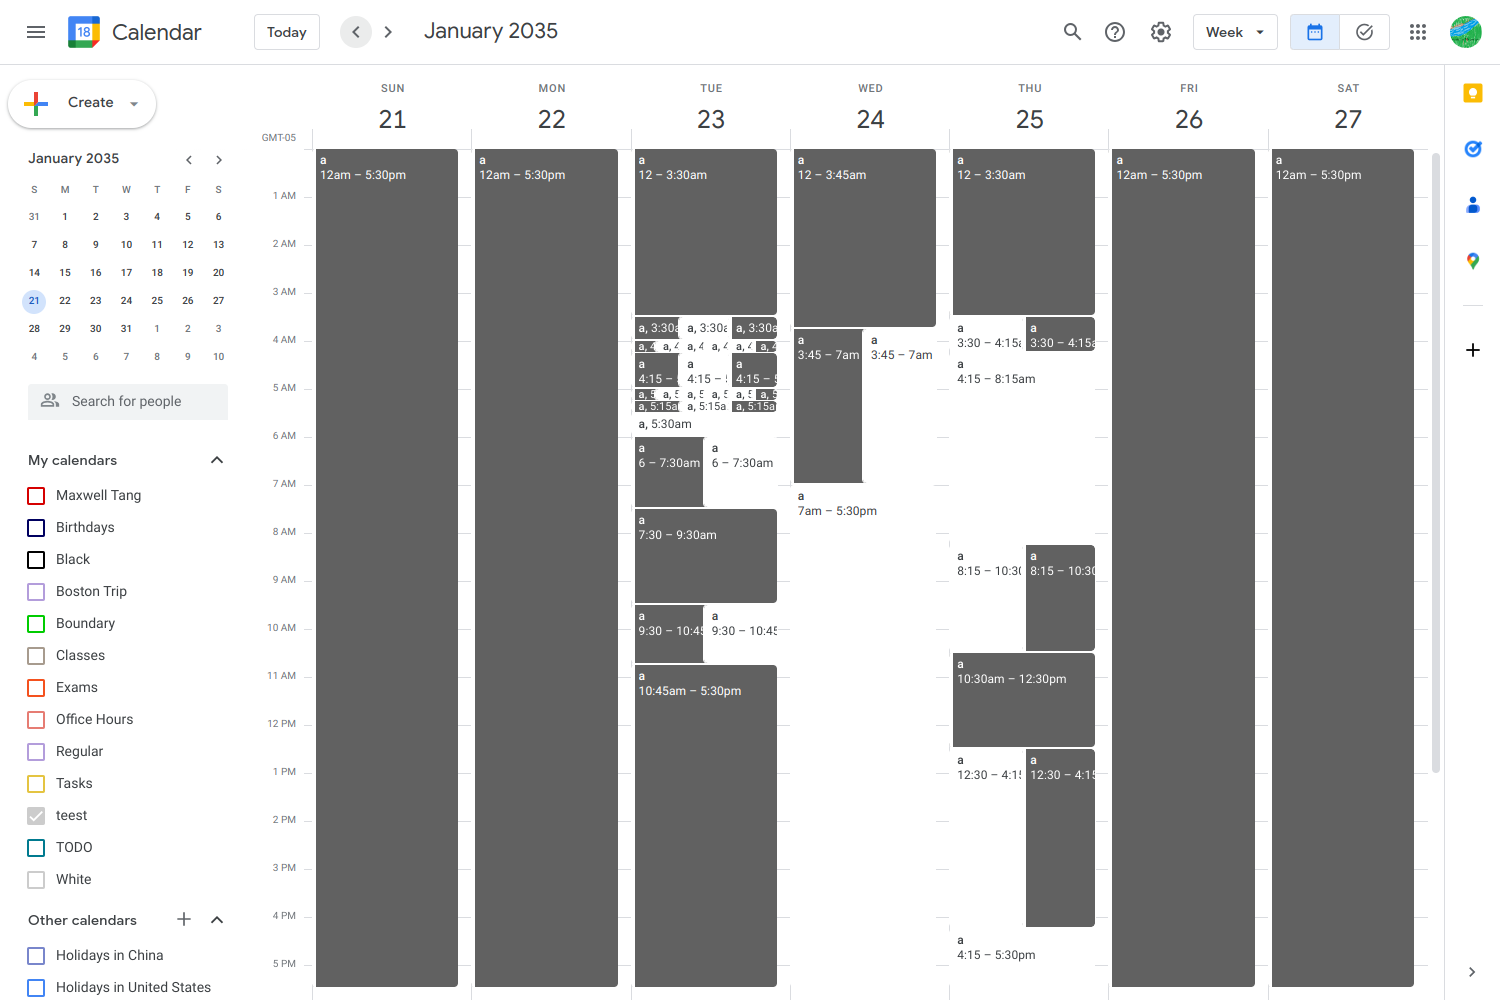 18 Calendar Today January 2035 Week
Create
January 2035
S M T W T F S
31 1 2 3 4 5 6
7 8 9 10 11 12 13
14 15 16 17 18 19 20
21 22 23 24 25 26 27
28 29 30 31 1 2 3
4 5 6 7 8 9 10
Search for people
My calendars
Maxwell Tang
Birthdays
Black
Boston Trip
Boundary
Classes
Exams
Office Hours
Regular
Tasks
teest
TODO
White
Other calendars
Holidays in China
Holidays in United States
SUN MON TUE WED THU FRI SAT
21 22 23 24 25 26 27
GMT-05
1 AM
2 AM
3 AM
4 AM
5 AM
6 AM
7 AM
8 AM
9 AM
10 AM
11 AM
12 PM
1 PM
2 PM
3 PM
4 PM
5 PM
a
12am – 5:30pm
a
12am – 5:30pm
a
12 – 3:30am
a, 3:30a a, 3:30a a, 3:30a
a, 4 a, 4 a, 4 a, 4 a, 4
a
4:15 –
a
4:15 –
a
4:15 – 5
a, 5 a, 5 a, 5 a, 5 a, 5
a, 5:15a a, 5:15a a, 5:15a
a, 5:30am
a
6 – 7:30am
a
6 – 7:30am
a
7:30 – 9:30am
a
9:30 – 10:45
a
9:30 – 10:45
a
10:45am – 5:30pm
a
12 – 3:45am
a
3:45 – 7am
a
3:45 – 7am
a
7am – 5:30pm
a
12 – 3:30am
a
3:30 – 4:15a
a
3:30 – 4:15a
a
4:15 – 8:15am
a
8:15 – 10:30
a
8:15 – 10:30
a
10:30am – 12:30pm
a
12:30 – 4:15
a
12:30 – 4:15
a
4:15 – 5:30pm
a
12am – 5:30pm
a
12am – 5:30pm